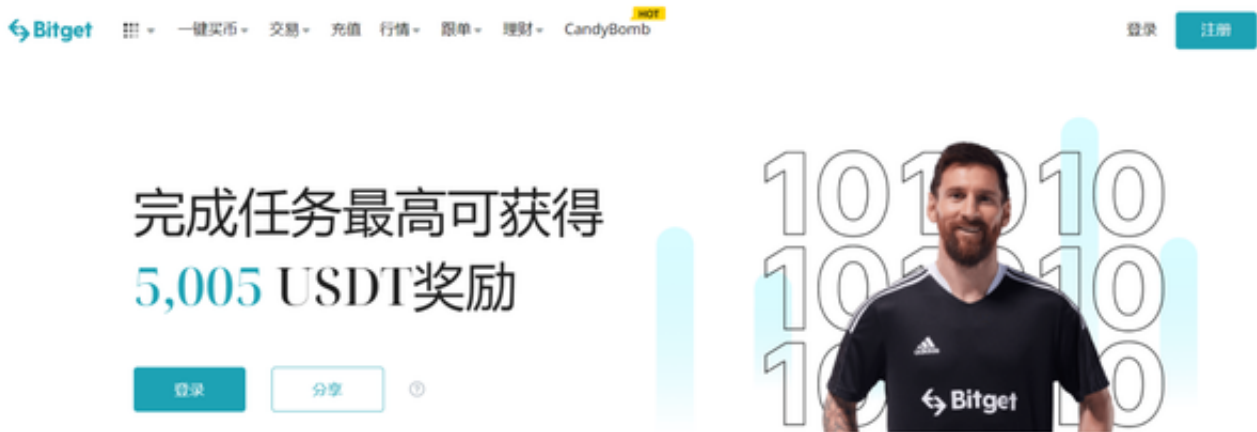 HOT
Bitget 一键买币 交易 充值 行情 跟单 理财 CandyBomb 登录 注册
101010
完成任务最高可获得
101010
5,005 USDT奖励
101010
登录 分享 ?
adidas
Bitget